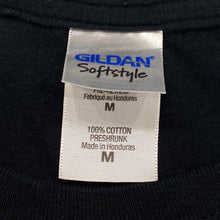 GILDAN
Softstyle
Fabriqué au Honduras
M
100% COTTON
PRESHRUNK
Made in Honduras
M